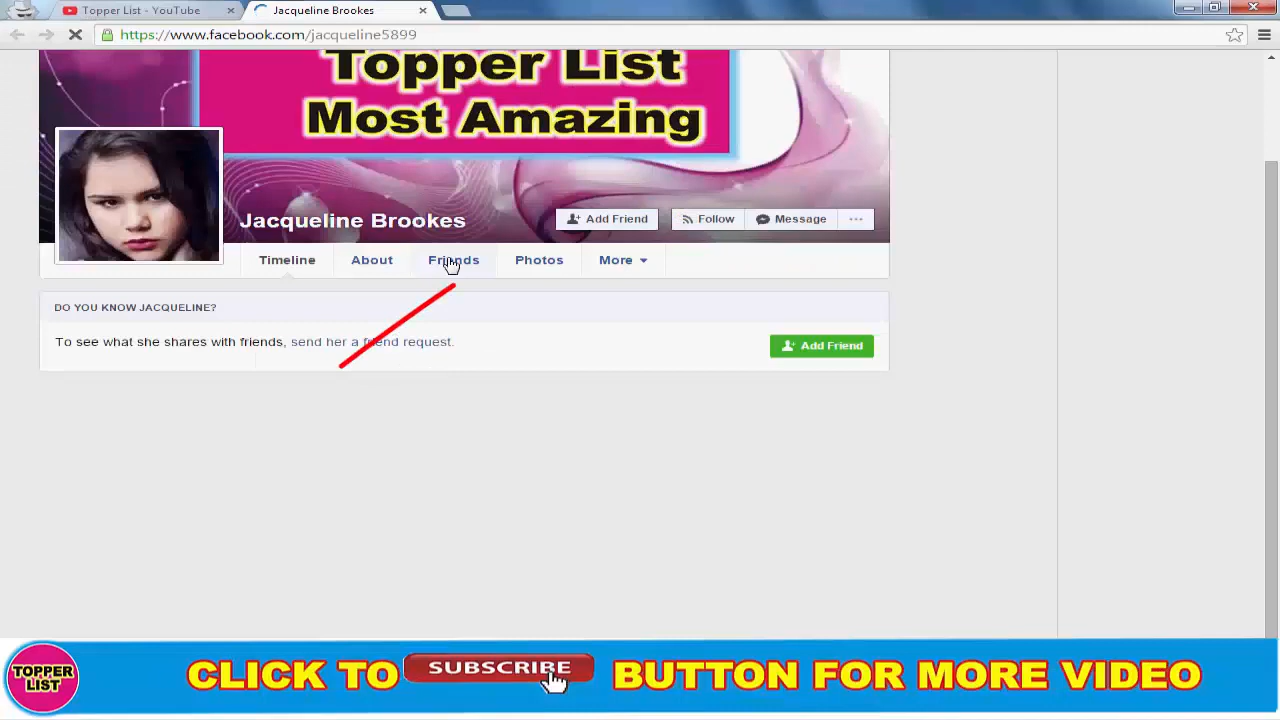 Topper List - YouTube
Jacqueline Brookes
https://www.facebook.com/jacqueline5899
Topper List
Most Amazing
Jacqueline Brookes
Add Friend
Follow
Message
Timeline
About
Friends
Photos
More
DO YOU KNOW JACQUELINE?
To see what she shares with friends, send her a friend request.
Add Friend
TOPPER
LIST
CLICK TO SUBSCRIBE BUTTON FOR MORE VIDEO